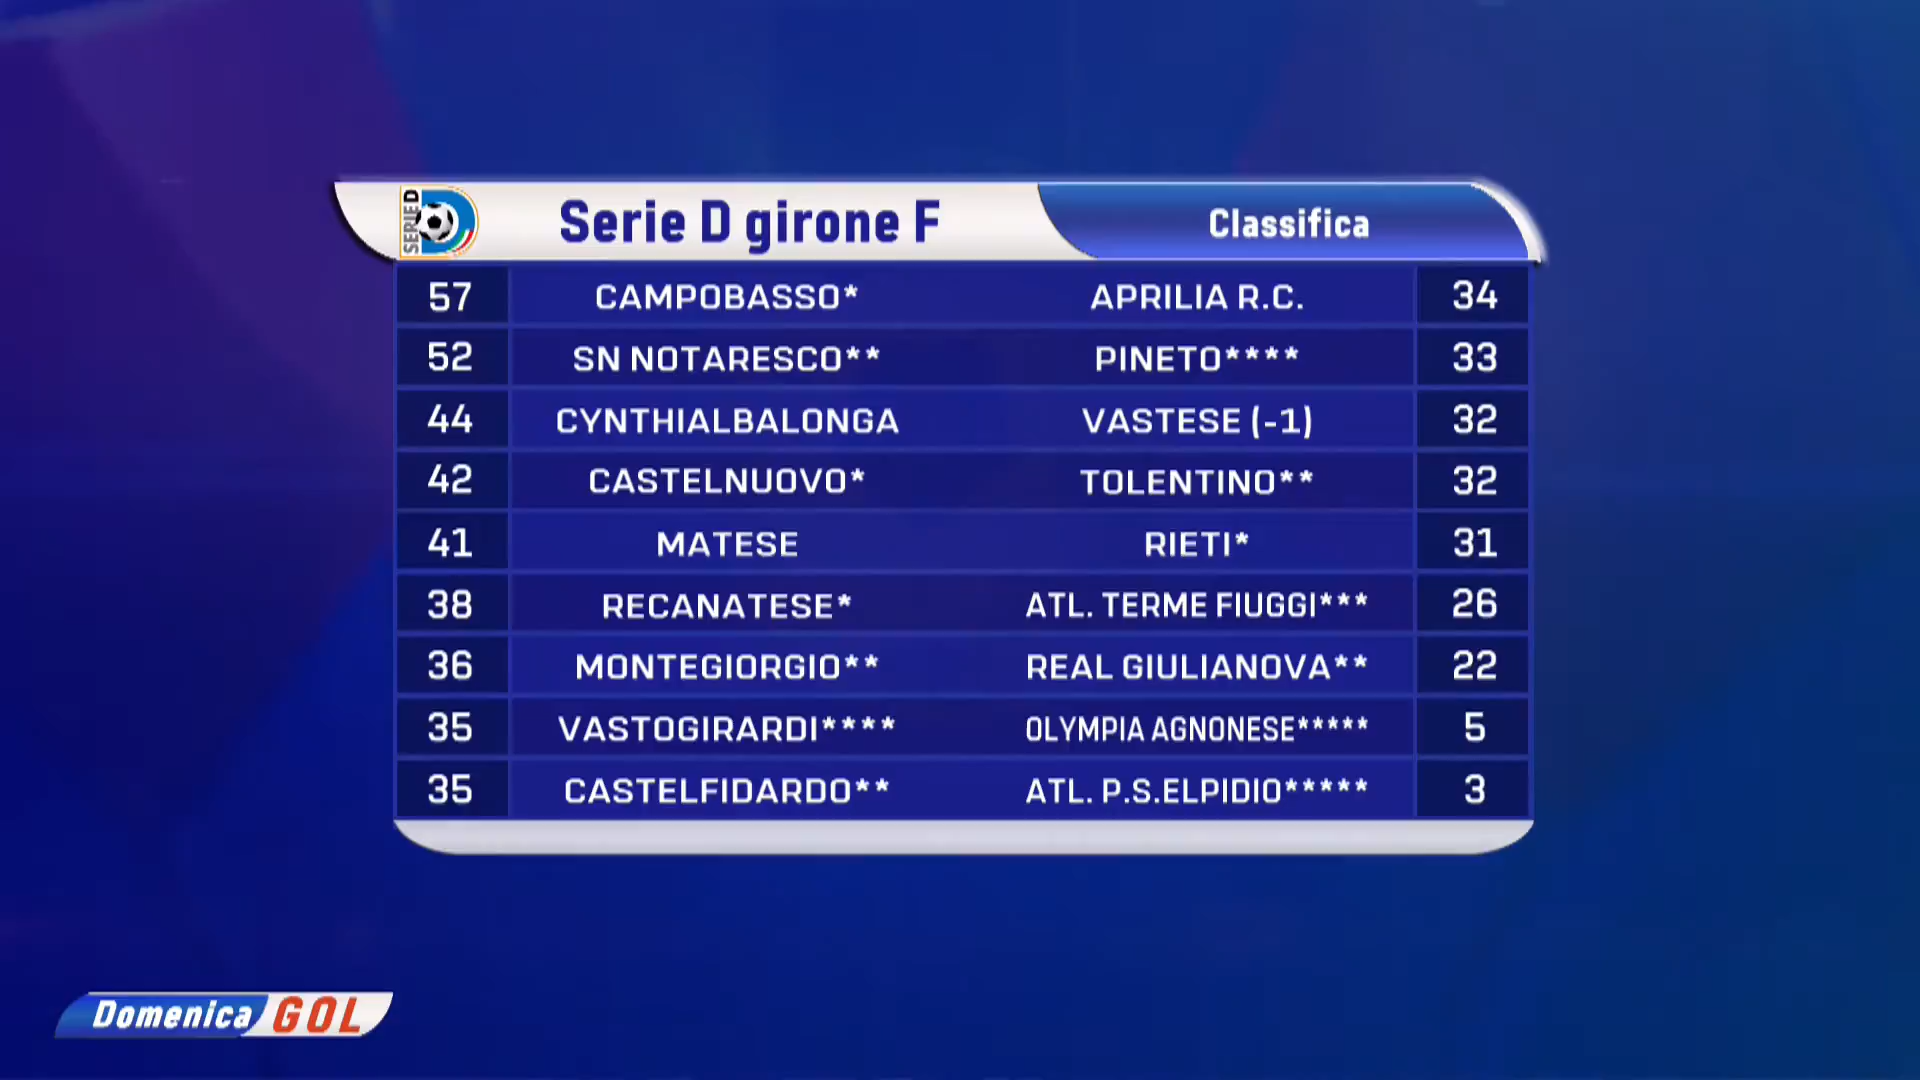 SERIE D
Serie D girone F
Classifica
57 CAMPOBASSO* APRILIA R.C. 34
52 SN NOTARESCO** PINETO**** 33
44 CYNTHIALBALONGA VASTESE (-1) 32
42 CASTELNUOVO* TOLENTINO** 32
41 MATESE RIETI* 31
38 RECANATESE* ATL. TERME FIUGGI*** 26
36 MONTEGIORGIO** REAL GIULIANOVA** 22
35 VASTOGIRARDI**** OLYMPIA AGNONESE***** 5
35 CASTELFIDARDO** ATL. P.S.ELPIDIO***** 3
Domenica GOL